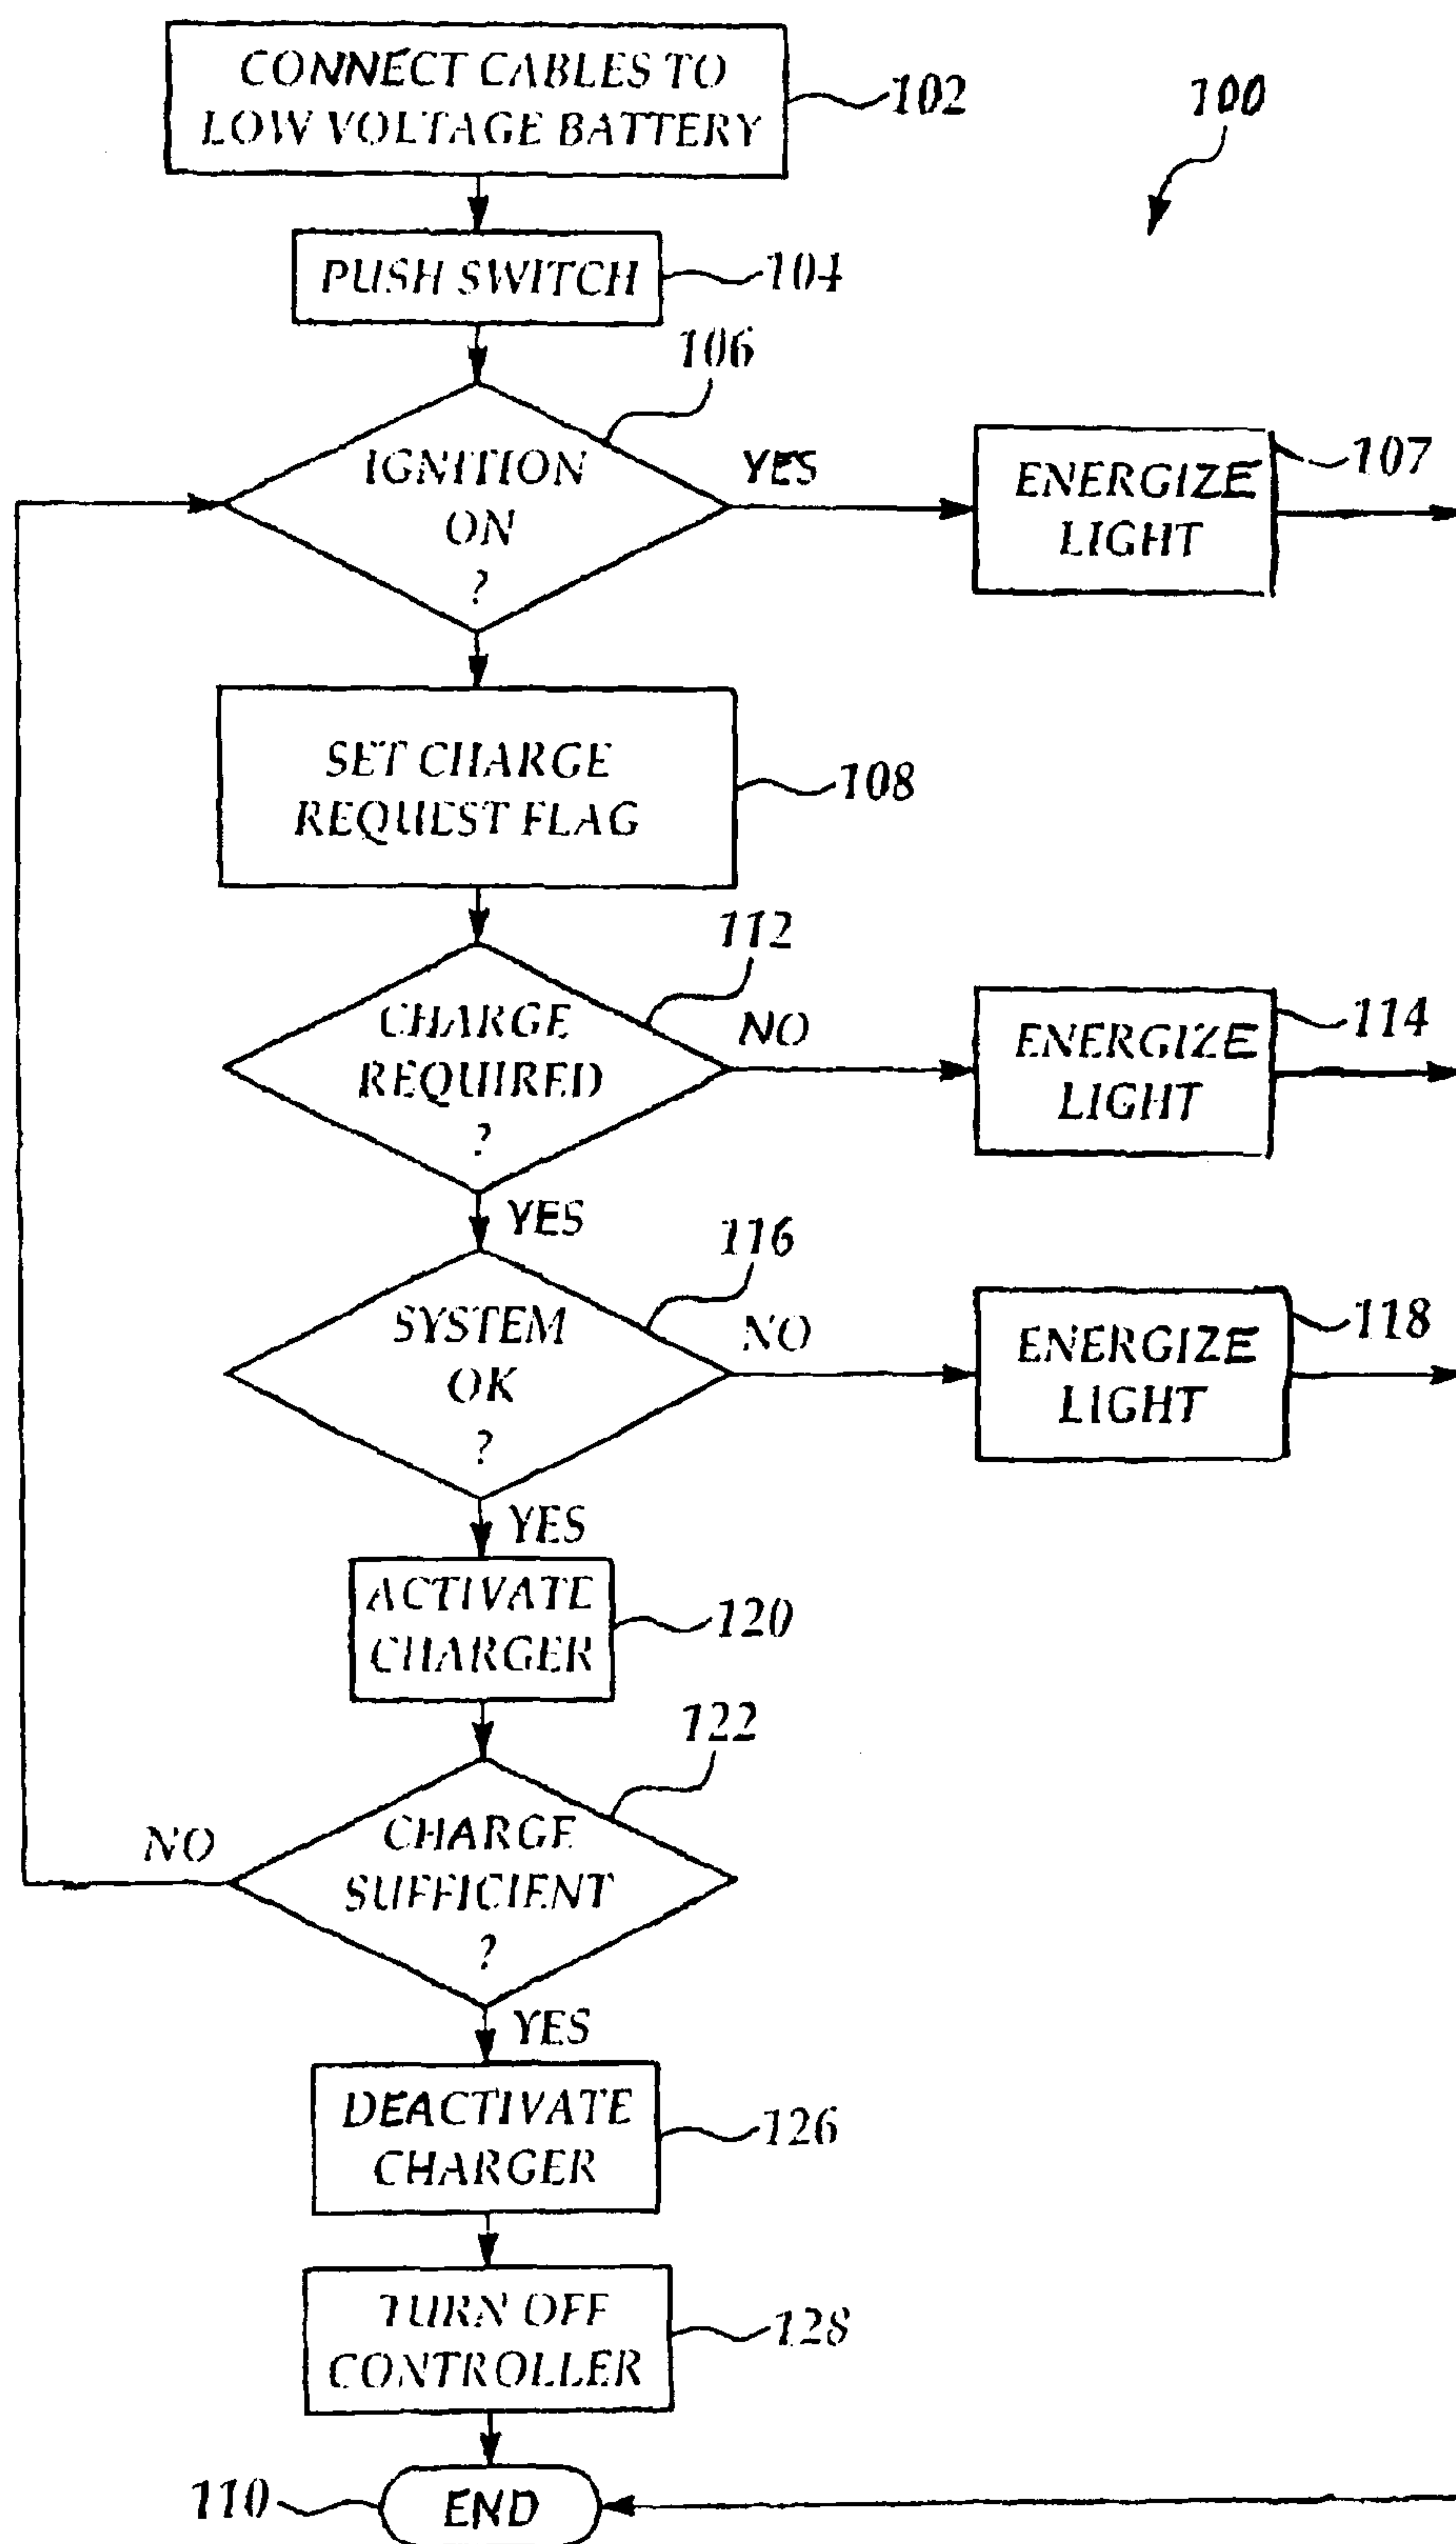 CONNECT CABLES TO
LOW VOLTAGE BATTERY
102
100
PUSH SWITCH
104
106
IGNITION
ON
?
YES
ENERGIZE
LIGHT
107
SET CHARGE
REQUEST FLAG
108
112
CHARGE
REQUIRED
?
NO
ENERGIZE
LIGHT
114
YES
116
SYSTEM
OK
?
NO
ENERGIZE
LIGHT
118
YES
ACTIVATE
CHARGER
120
122
CHARGE
SUFFICIENT
?
NO
YES
DEACTIVATE
CHARGER
126
TURN OFF
CONTROLLER
128
110
END